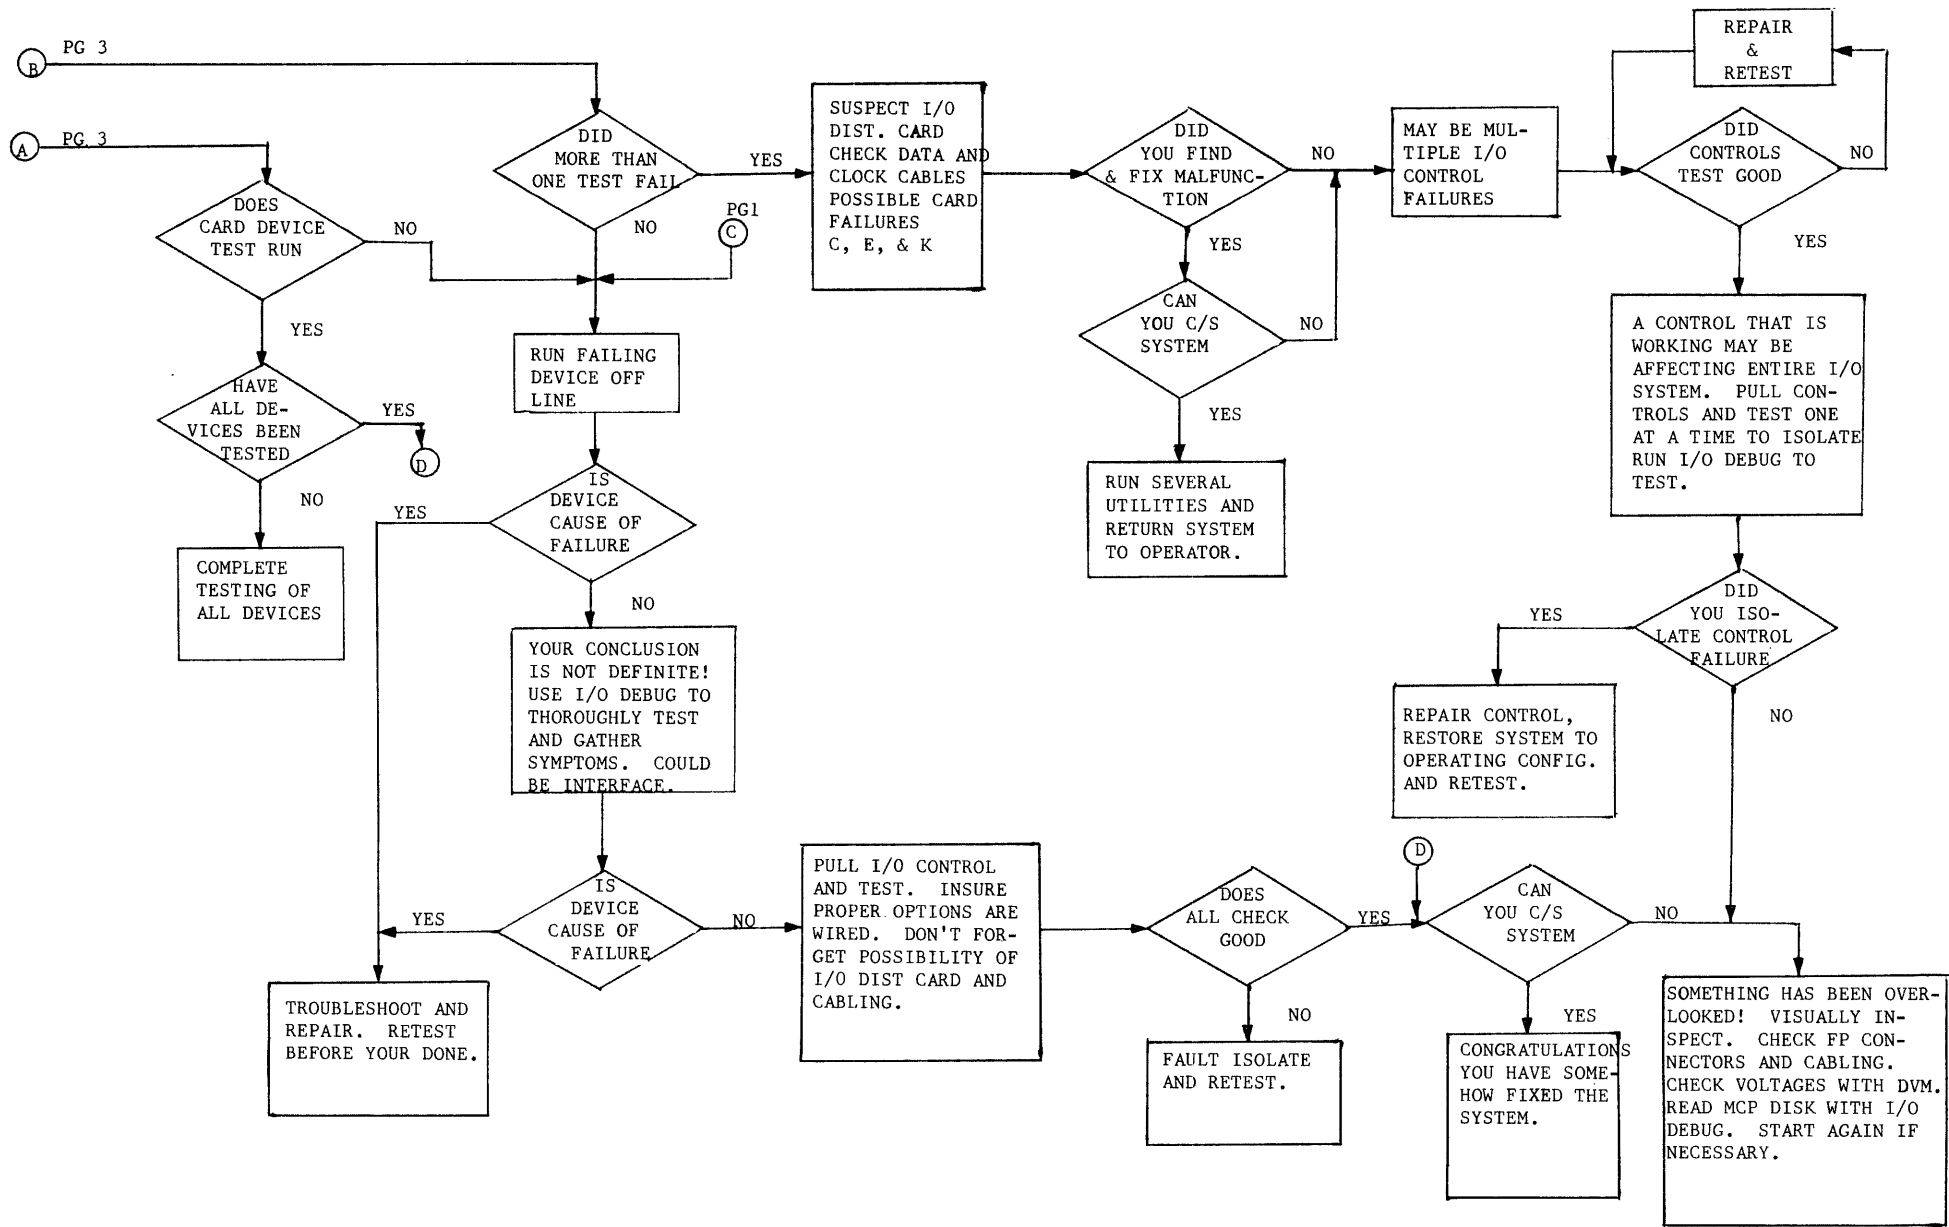 PG 3
B
PG 3
A
DID
MORE THAN
ONE TEST FAIL
YES
NO
PG1
C
DOES
CARD DEVICE
TEST RUN
NO
YES
HAVE
ALL DE-
VICES BEEN
TESTED
YES
D
NO
COMPLETE
TESTING OF
ALL DEVICES
RUN FAILING
DEVICE OFF
LINE
IS
DEVICE
CAUSE OF
FAILURE
YES
NO
YOUR CONCLUSION
IS NOT DEFINITE!
USE I/O DEBUG TO
THOROUGHLY TEST
AND GATHER
SYMPTOMS. COULD
BE INTERFACE.
IS
DEVICE
CAUSE OF
FAILURE
YES
NO
TROUBLESHOOT AND
REPAIR. RETEST
BEFORE YOUR DONE.
SUSPECT I/O
DIST. CARD
CHECK DATA AND
CLOCK CABLES
POSSIBLE CARD
FAILURES
C, E, & K
DID
YOU FIND
& FIX MALFUNC-
TION
NO
YES
CAN
YOU C/S
SYSTEM
NO
YES
RUN SEVERAL
UTILITIES AND
RETURN SYSTEM
TO OPERATOR.
MAY BE MUL-
TIPLE I/O
CONTROL
FAILURES
REPAIR
&
RETEST
DID
CONTROLS
TEST GOOD
NO
YES
A CONTROL THAT IS
WORKING MAY BE
AFFECTING ENTIRE I/O
SYSTEM. PULL CON-
TROLS AND TEST ONE
AT A TIME TO ISOLATE
RUN I/O DEBUG TO
TEST.
DID
YOU ISO-
LATE CONTROL
FAILURE
YES
NO
REPAIR CONTROL,
RESTORE SYSTEM TO
OPERATING CONFIG.
AND RETEST.
PULL I/O CONTROL
AND TEST. INSURE
PROPER OPTIONS ARE
WIRED. DON'T FOR-
GET POSSIBILITY OF
I/O DIST CARD AND
CABLING.
DOES
ALL CHECK
GOOD
YES
NO
FAULT ISOLATE
AND RETEST.
D
CAN
YOU C/S
SYSTEM
NO
YES
CONGRATULATIONS
YOU HAVE SOME-
HOW FIXED THE
SYSTEM.
SOMETHING HAS BEEN OVER-
LOOKED! VISUALLY IN-
SPECT. CHECK FP CON-
NECTORS AND CABLING.
CHECK VOLTAGES WITH DVM.
READ MCP DISK WITH I/O
DEBUG. START AGAIN IF
NECESSARY.